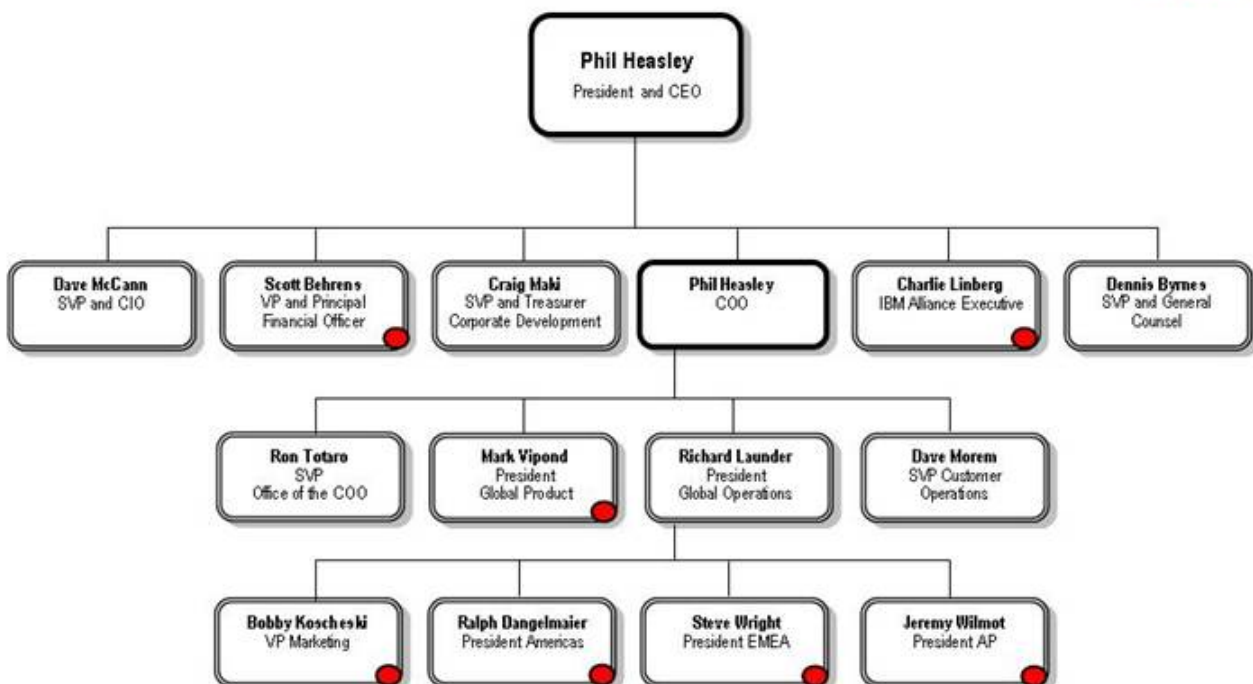 Phil Heasley
President and CEO
Dave McCann
SVP and CIO
Scott Behrens
VP and Principal
Financial Officer
Craig Maki
SVP and Treasurer
Corporate Development
Phil Heasley
COO
Charlie Linberg
IBM Alliance Executive
Dennis Byrnes
SVP and General
Counsel
Ron Totaro
SVP
Office of the COO
Mark Vipond
President
Global Product
Richard Launder
President
Global Operations
Dave Morem
SVP Customer
Operations
Bobby Koscheski
VP Marketing
Ralph Dangelmaier
President Americas
Steve Wright
President EMEA
Jeremy Wilmot
President AP